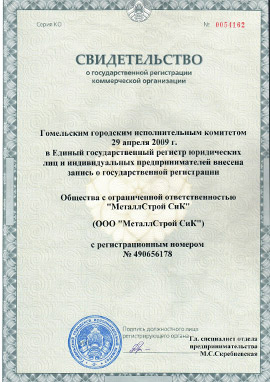 Серия КО № 0054162
СВИДЕТЕЛЬСТВО
о государственной регистрации
коммерческой организации
Гомельским городским исполнительным комитетом
29 апреля 2009 г.
в Единый государственный регистр юридических
лиц и индивидуальных предпринимателей внесена
запись о государственной регистрации
Общества с ограниченной ответственностью
"МеталлСтрой СиК"
(ООО "МеталлСтрой СиК")
с регистрационным номером
№ 490656178
Подпись должностного лица
регистрирующего органа
Гл. специалист отдела
предпринимательства
М.С.Скребневская